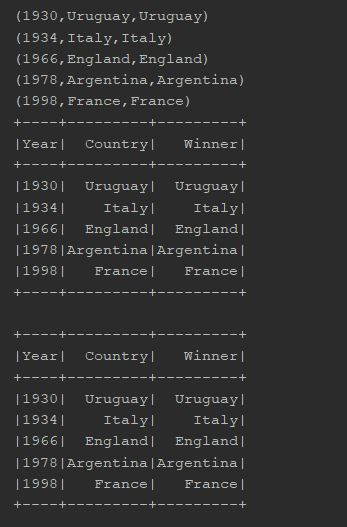 (1930,Uruguay,Uruguay)
(1934,Italy,Italy)
(1966,England,England)
(1978,Argentina,Argentina)
(1998,France,France)
+----+---------+---------+
|Year|  Country|   Winner|
+----+---------+---------+
|1930|  Uruguay|  Uruguay|
|1934|    Italy|    Italy|
|1966|  England|  England|
|1978|Argentina|Argentina|
|1998|   France|   France|
+----+---------+---------+

+----+---------+---------+
|Year|  Country|   Winner|
+----+---------+---------+
|1930|  Uruguay|  Uruguay|
|1934|    Italy|    Italy|
|1966|  England|  England|
|1978|Argentina|Argentina|
|1998|   France|   France|
+----+---------+---------+